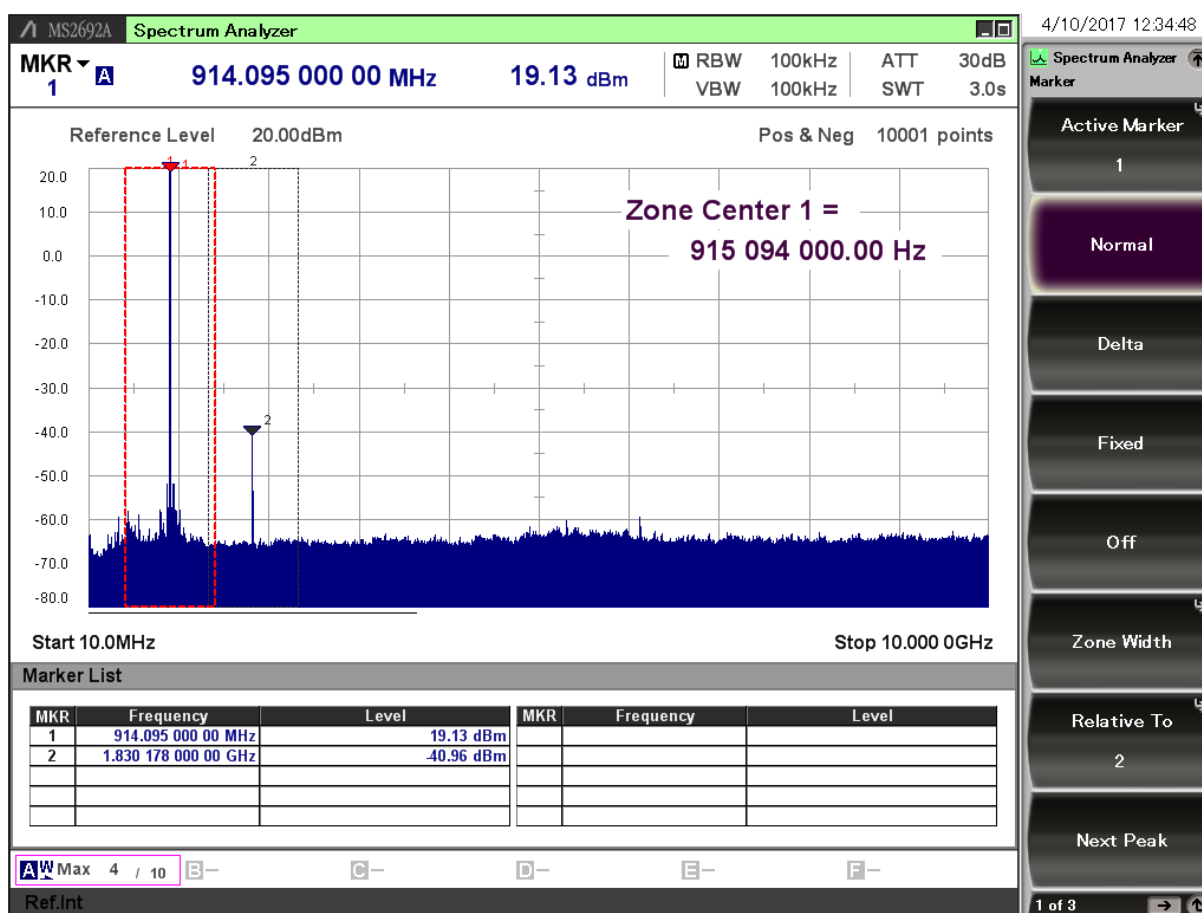 MS2692A Spectrum Analyzer
4/10/2017 12:34:48
MKR 1 A 914.095 000 00 MHz 19.13 dBm
M RBW 100kHz ATT 30dB
VBW 100kHz SWT 3.0s
Reference Level 20.00dBm Pos & Neg 10001 points
1 1 2
20.0
10.0
0.0
-10.0
-20.0
-30.0
-40.0
-50.0
-60.0
-70.0
-80.0
Zone Center 1 =
915 094 000.00 Hz
2
Start 10.0MHz Stop 10.000 0GHz
Marker List
MKR Frequency Level MKR Frequency Level
1 914.095 000 00 MHz 19.13 dBm
2 1.830 178 000 00 GHz -40.96 dBm
A W Max 4 / 10 B- C- D- E- F-
Ref.Int
Spectrum Analyzer
Marker
Active Marker
1
Normal
Delta
Fixed
Off
Zone Width
Relative To
2
Next Peak
1 of 3